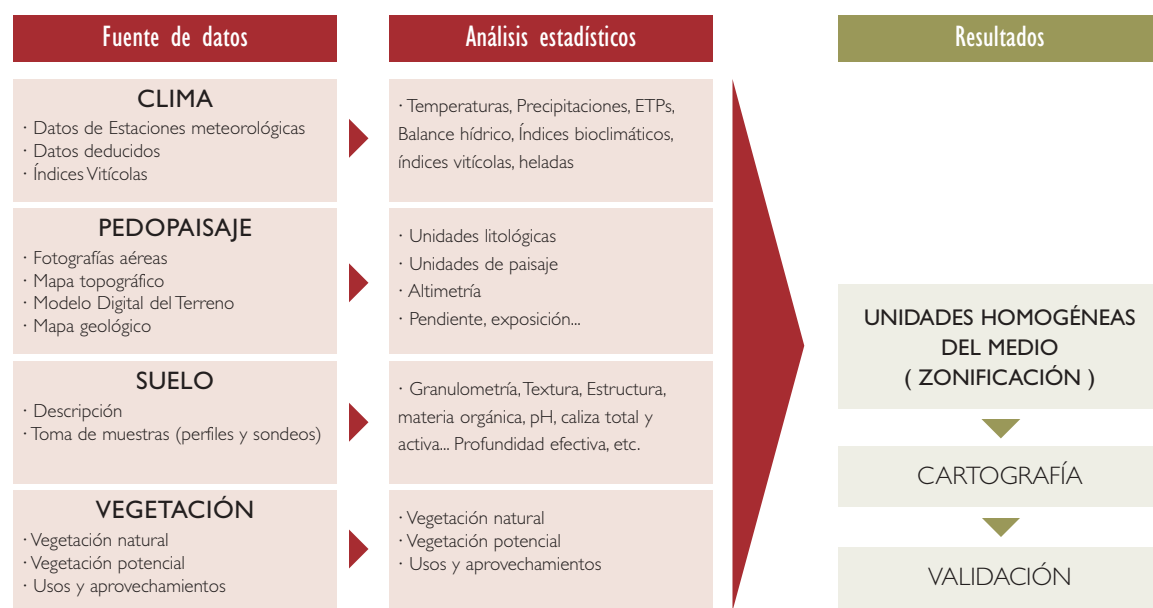 Fuente de datos
Análisis estadísticos
Resultados
CLIMA
· Datos de Estaciones meteorológicas
· Datos deducidos
· Índices Vitícolas
· Temperaturas, Precipitaciones, ETPs,
Balance hídrico, Índices bioclimáticos,
índices vitícolas, heladas
PEDOPAISAJE
· Fotografías aéreas
· Mapa topográfico
· Modelo Digital del Terreno
· Mapa geológico
· Unidades litológicas
· Unidades de paisaje
· Altimetría
· Pendiente, exposición...
SUELO
· Descripción
· Toma de muestras (perfiles y sondeos)
· Granulometría, Textura, Estructura,
materia orgánica, pH, caliza total y
activa... Profundidad efectiva, etc.
VEGETACIÓN
· Vegetación natural
· Vegetación potencial
· Usos y aprovechamientos
· Vegetación natural
· Vegetación potencial
· Usos y aprovechamientos
UNIDADES HOMOGÉNEAS
DEL MEDIO
( ZONIFICACIÓN )
CARTOGRAFÍA
VALIDACIÓN